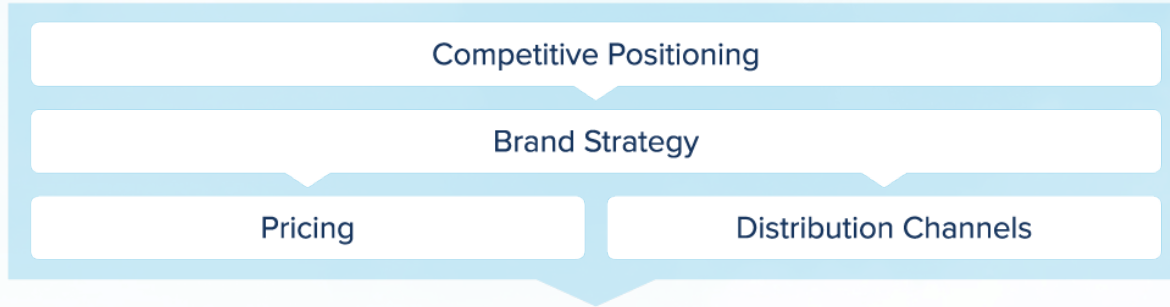 Competitive Positioning
Brand Strategy
Pricing
Distribution Channels